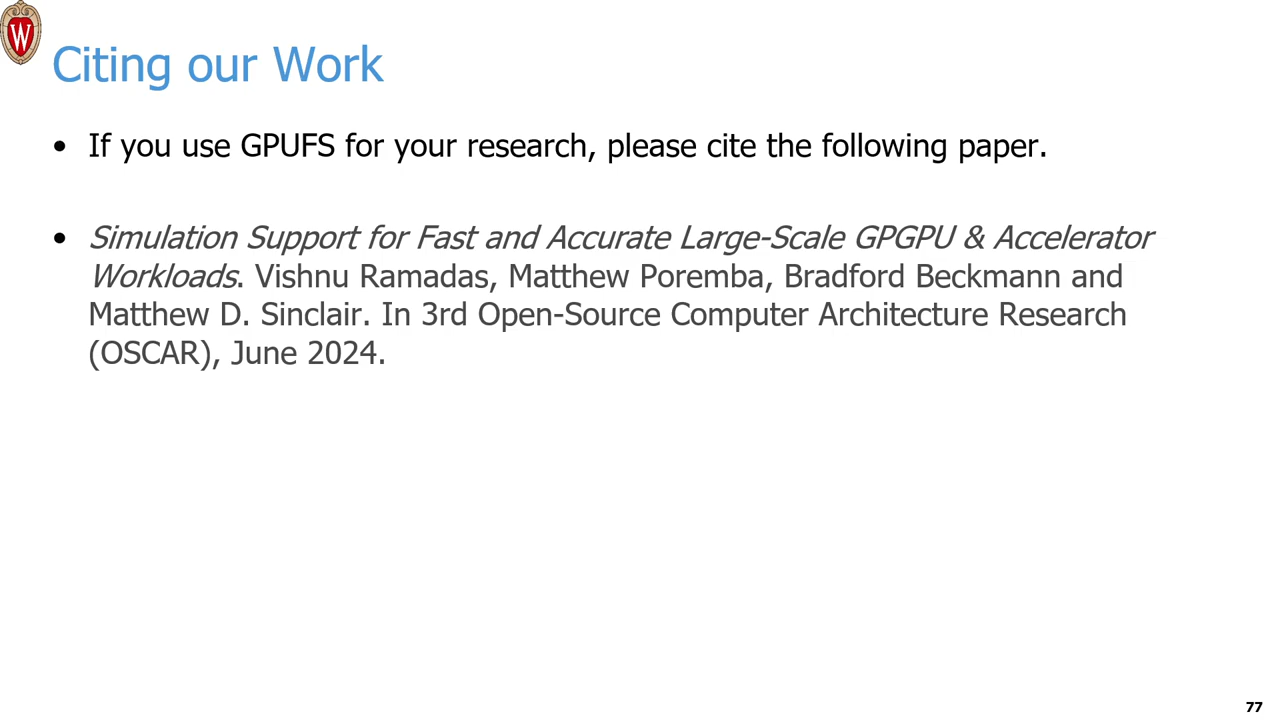 W
Citing our Work
• If you use GPUFS for your research, please cite the following paper.
• Simulation Support for Fast and Accurate Large-Scale GPGPU & Accelerator
Workloads. Vishnu Ramadas, Matthew Poremba, Bradford Beckmann and
Matthew D. Sinclair. In 3rd Open-Source Computer Architecture Research
(OSCAR), June 2024.
77